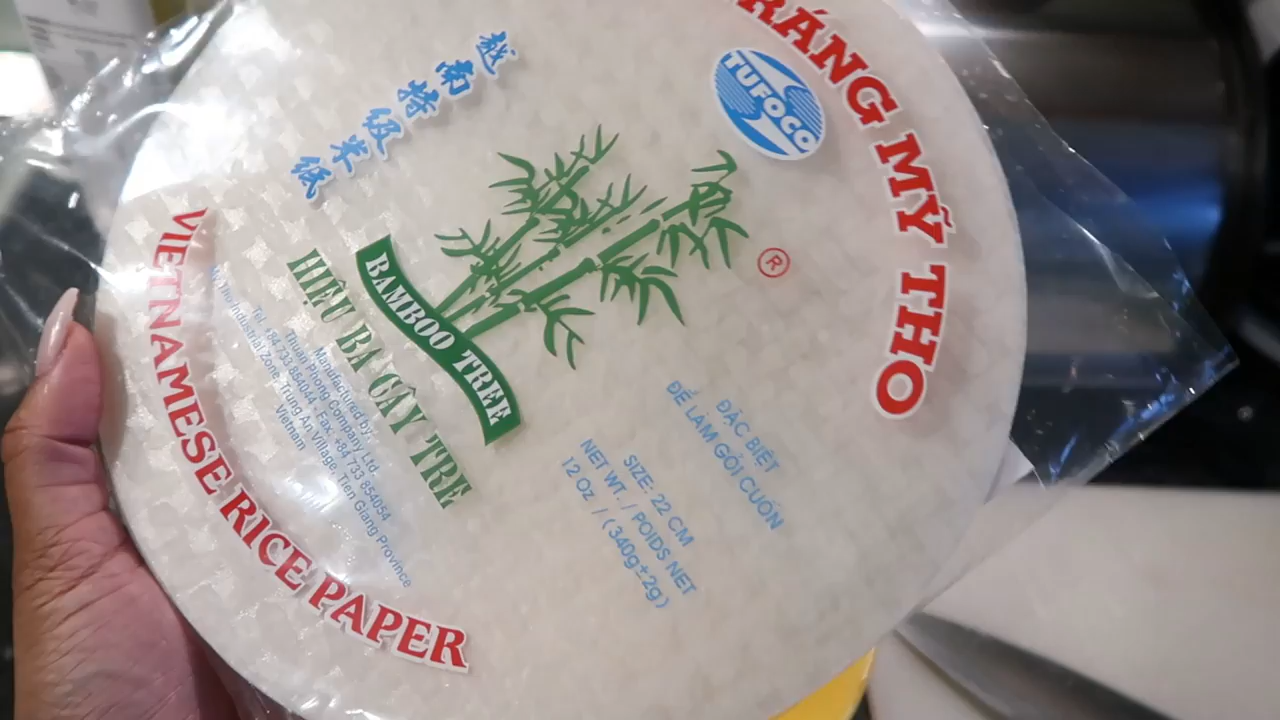 RÁNG MỸ THO
TUFOCO
越南特級米紙
®
BAMBOO TREE
HIỆU BA CÂY TRE
Manufactured by:
Thuan Phong Company Ltd.
Tel: +84 733 854044 - Fax: +84 733 854054
My Tho Industrial Zone, Trung An Village, Tien Giang Province
Vietnam
ĐẶC BIỆT
ĐỂ LÀM GỎI CUỐN
SIZE: 22 CM
NET WT. / POIDS NET
12 Oz / (340g±2g)
VIETNAMESE RICE PAPER